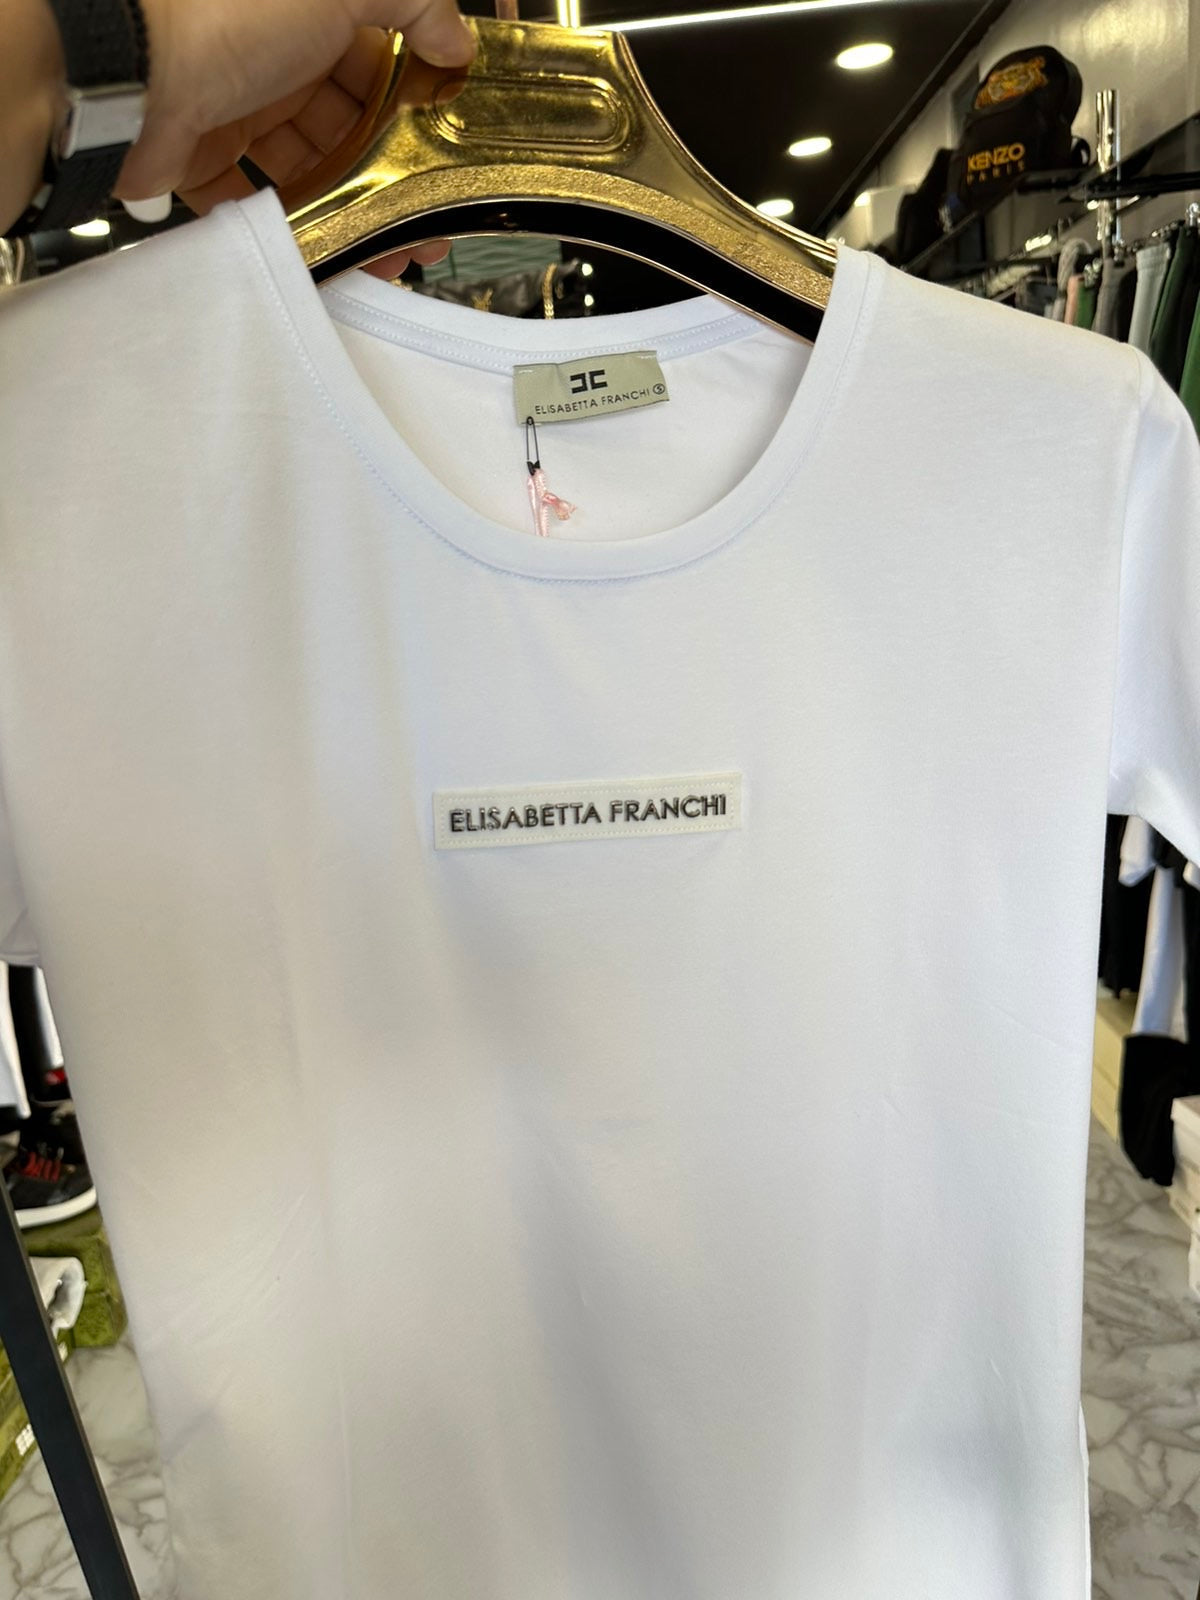 KENZO
PARIS
ELISABETTA FRANCHI S
ELISABETTA FRANCHI